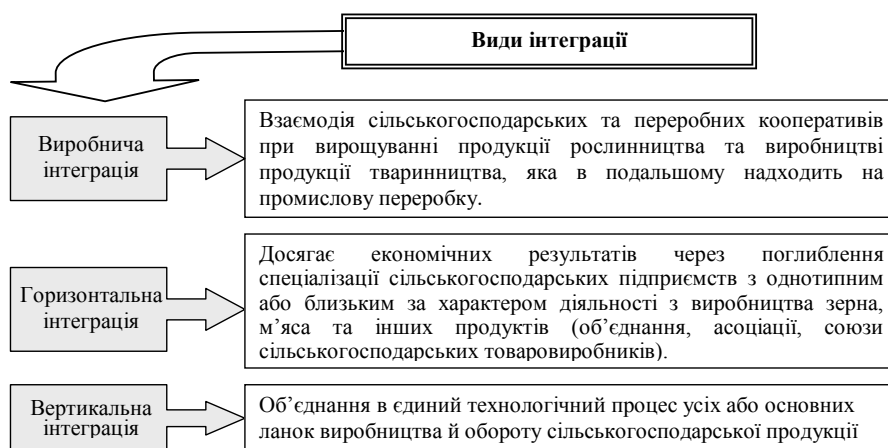 Види інтеграції
Виробнича
інтеграція
Взаємодія сільськогосподарських та переробних кооперативів
при вирощуванні продукції рослинництва та виробництві
продукції тваринництва, яка в подальшому надходить на
промислову переробку.
Горизонтальна
інтеграція
Досягає економічних результатів через поглиблення
спеціалізації сільськогосподарських підприємств з однотипним
або близьким за характером діяльності з виробництва зерна,
м’яса та інших продуктів (об’єднання, асоціації, союзи
сільськогосподарських товаровиробників).
Вертикальна
інтеграція
Об’єднання в єдиний технологічний процес усіх або основних
ланок виробництва й обороту сільськогосподарської продукції